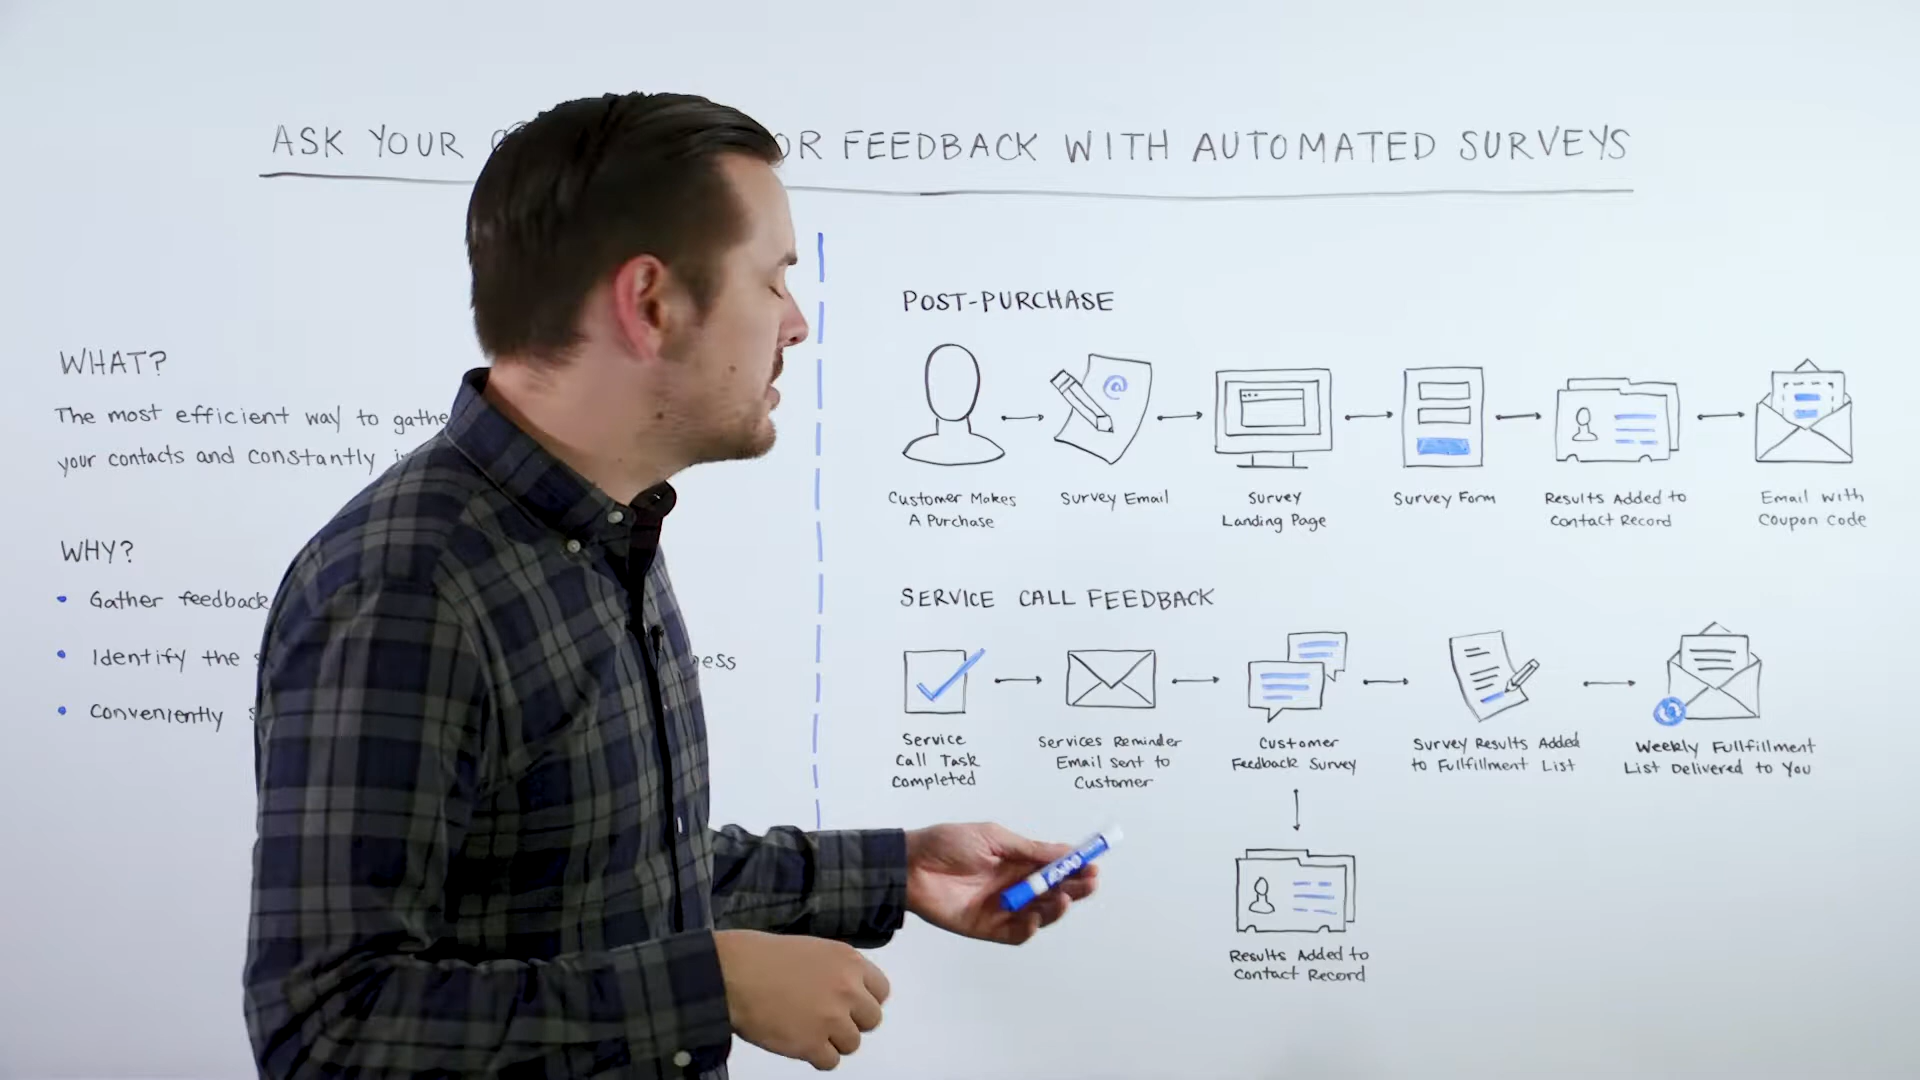 ASK YOUR OR FEEDBACK WITH AUTOMATED SURVEYS
WHAT?
The most efficient way to gathe
your contacts and constantly
WHY?
• Gather feedback
• Identify the ess
• Conveniently
POST-PURCHASE
@
Customer Makes
A Purchase
Survey Email
Survey
Landing Page
Survey Form
Results Added to
Contact Record
Email with
Coupon Code
SERVICE CALL FEEDBACK
Service
Call Task
Completed
Services Reminder
Email Sent to
Customer
Customer
Feedback Survey
Survey Results Added
to Fullfillment List
Weekly Fullfillment
List Delivered to You
Results Added to
Contact Record
EXPO